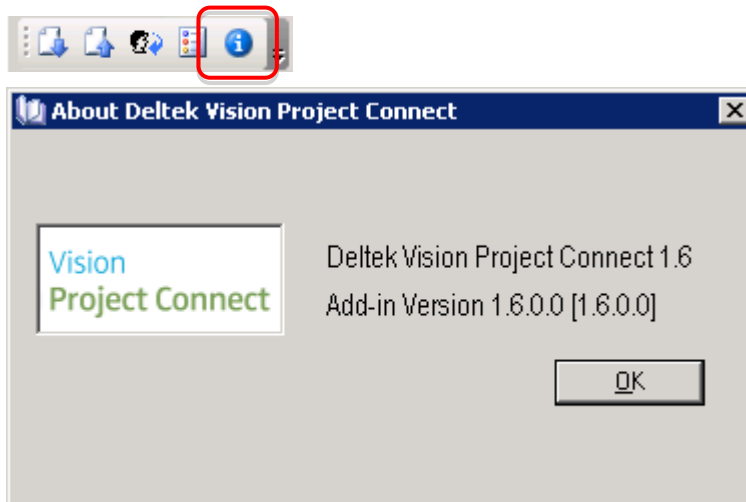 About Deltek Vision Project Connect
Vision
Project Connect
Deltek Vision Project Connect 1.6
Add-in Version 1.6.0.0 [1.6.0.0]
OK